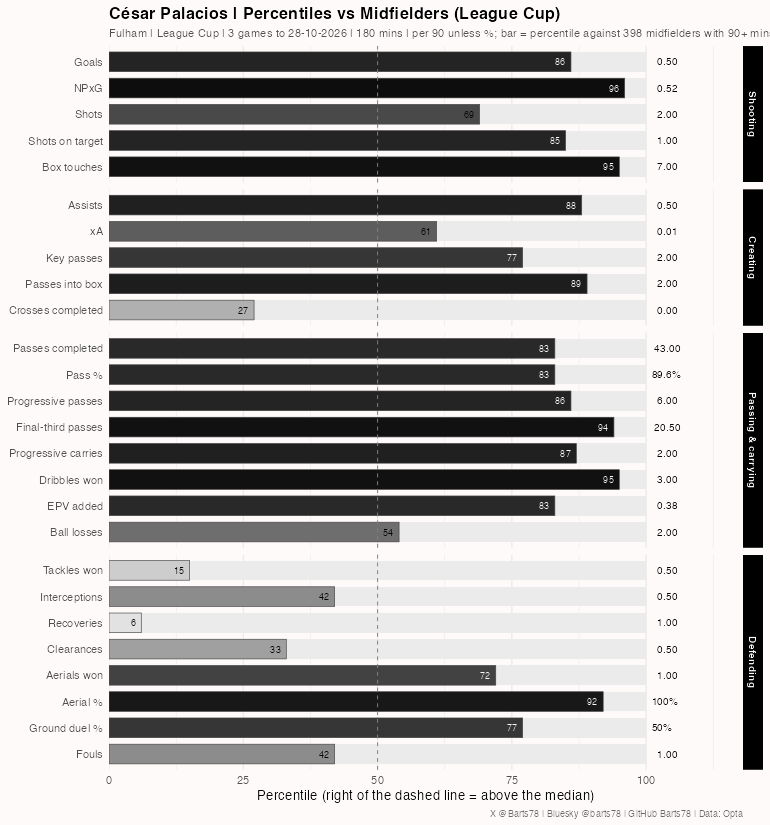 César Palacios | Percentiles vs Midfielders (League Cup)
Fulham | League Cup | 3 games to 28-10-2026 | 180 mins | per 90 unless %; bar = percentile against 398 midfielders with 90+ mins
Goals 86 0.50
NPxG 96 0.52
Shots 69 2.00
Shots on target 85 1.00
Box touches 95 7.00
Shooting
Assists 88 0.50
xA 61 0.01
Key passes 77 2.00
Passes into box 89 2.00
Crosses completed 27 0.00
Creating
Passes completed 83 43.00
Pass % 83 89.6%
Progressive passes 86 6.00
Final-third passes 94 20.50
Progressive carries 87 2.00
Dribbles won 95 3.00
EPV added 83 0.38
Ball losses 54 2.00
Passing & carrying
Tackles won 15 0.50
Interceptions 42 0.50
Recoveries 6 1.00
Clearances 33 0.50
Aerials won 72 1.00
Aerial % 92 100%
Ground duel % 77 50%
Fouls 42 1.00
Defending
0 25 50 75 100
Percentile (right of the dashed line = above the median)
X @Barts78 | Bluesky @barts78 | GitHub Barts78 | Data: Opta